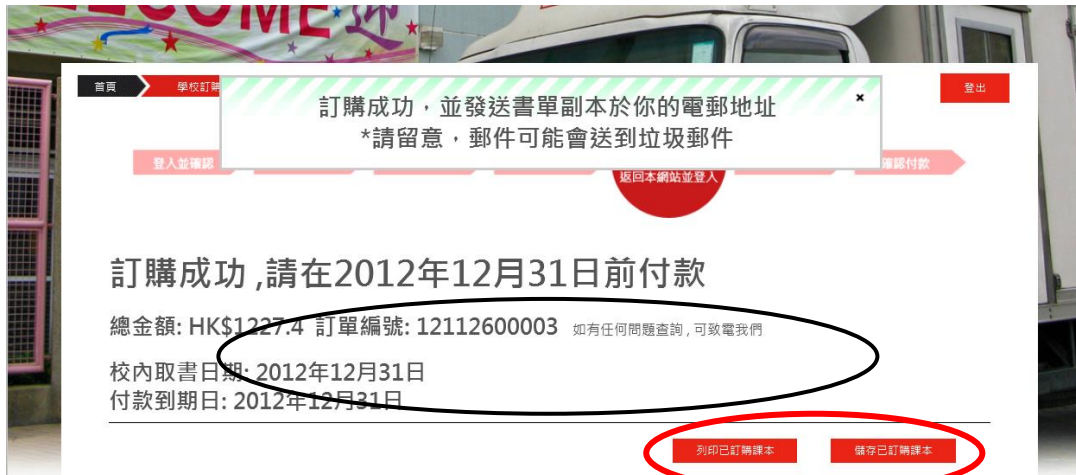 COME 迎
首頁
學校訂購
登出
訂購成功，並發送書單副本於你的電郵地址
×
*請留意，郵件可能會送到垃圾郵件
登入並確認
返回本網站並登入
確認付款
訂購成功 ,請在2012年12月31日前付款
總金額: HK$1227.4 訂單編號: 12112600003 如有任何問題查詢 , 可致電我們
校內取書日期: 2012年12月31日
付款到期日: 2012年12月31日
列印已訂購課本
儲存已訂購課本